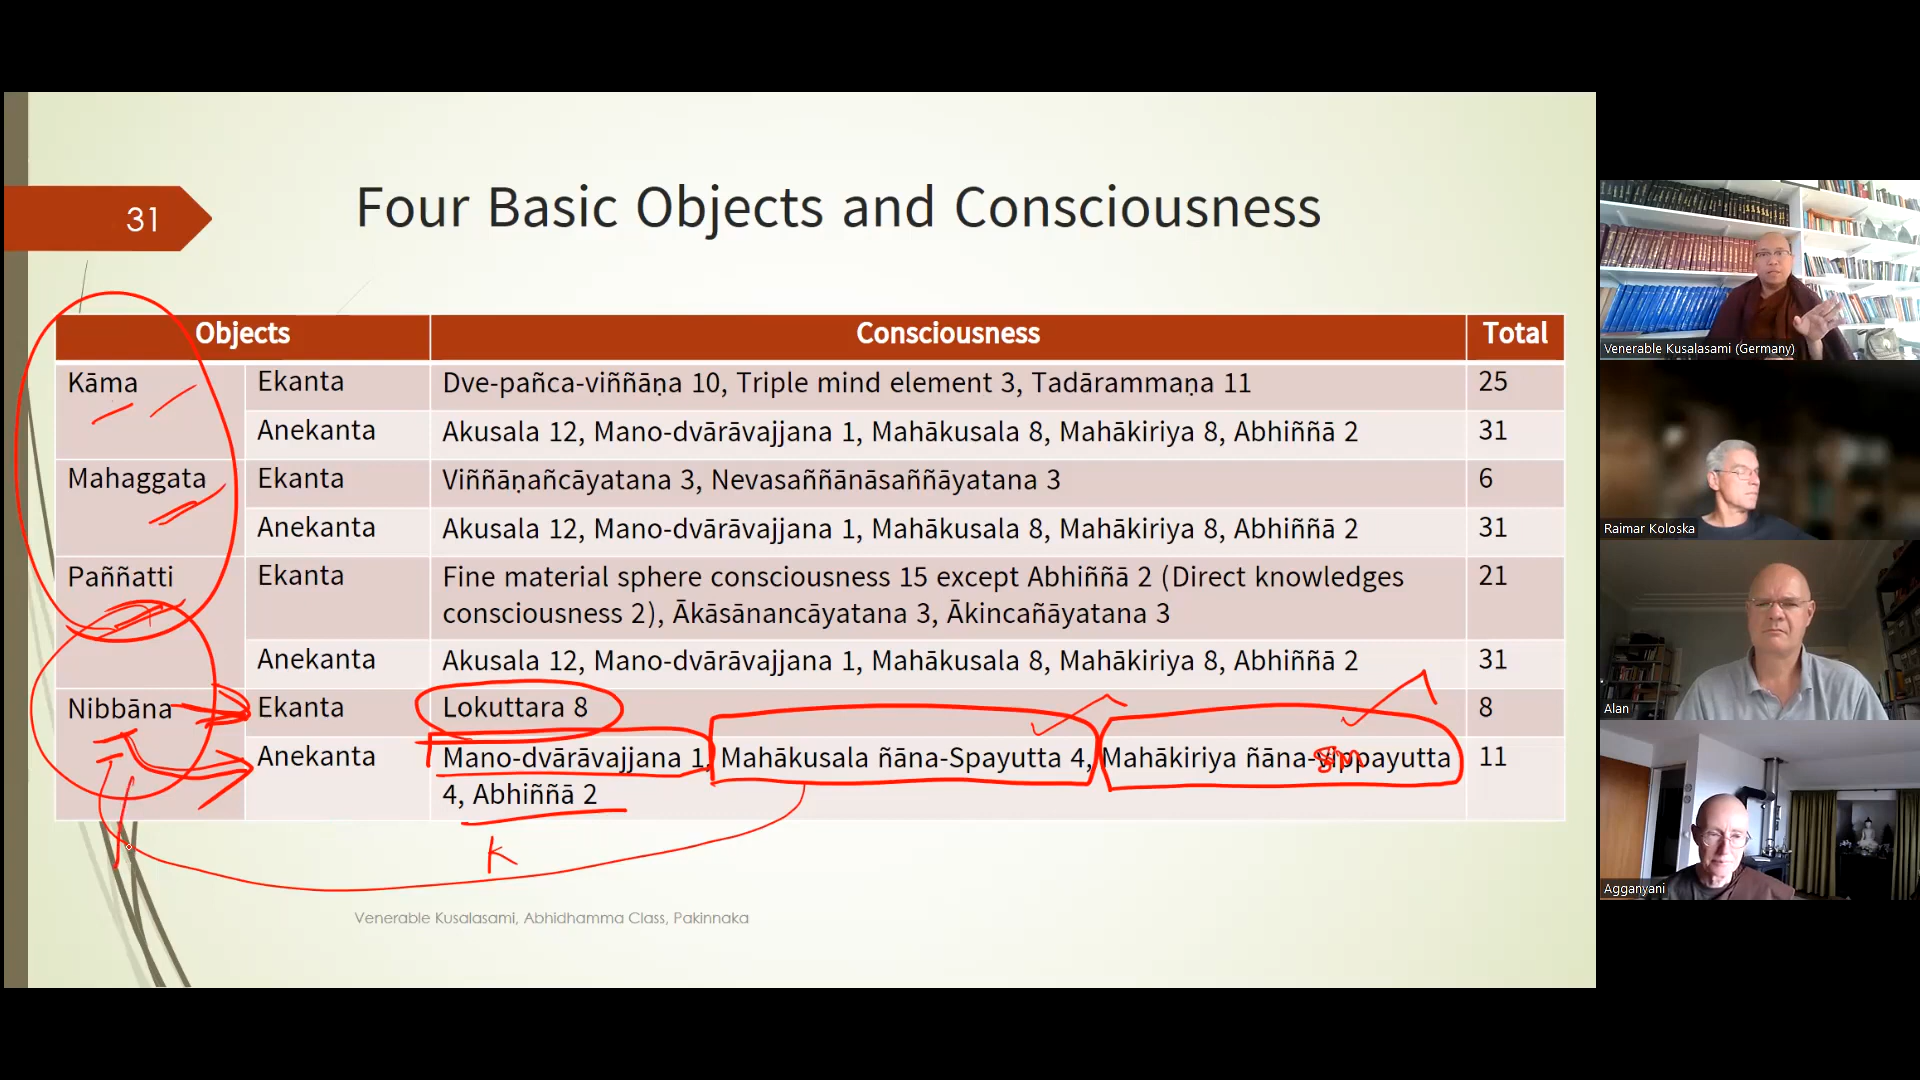 31
Four Basic Objects and Consciousness
Objects Consciousness Total
Kāma Ekanta Dve-pañca-viññāṇa 10, Triple mind element 3, Tadārammaṇa 11 25
Anekanta Akusala 12, Mano-dvārāvajjana 1, Mahākusala 8, Mahākiriya 8, Abhiññā 2 31
Mahaggata Ekanta Viññāṇañcāyatana 3, Nevasaññānāsaññāyatana 3 6
Anekanta Akusala 12, Mano-dvārāvajjana 1, Mahākusala 8, Mahākiriya 8, Abhiññā 2 31
Paññatti Ekanta Fine material sphere consciousness 15 except Abhiññā 2 (Direct knowledges 21
consciousness 2), Ākāsānancāyatana 3, Ākincañāyatana 3
Anekanta Akusala 12, Mano-dvārāvajjana 1, Mahākusala 8, Mahākiriya 8, Abhiññā 2 31
Nibbāna Ekanta Lokuttara 8 8
Anekanta Mano-dvārāvajjana 1, Mahākusala ñāna-Spayutta 4, Mahākiriya ñāna-vippayutta 11
4, Abhiññā 2
K
Venerable Kusalasami, Abhidhamma Class, Pakinnaka
Venerable Kusalasami (Germany)
Raimar Koloska
Alan
Agganyani